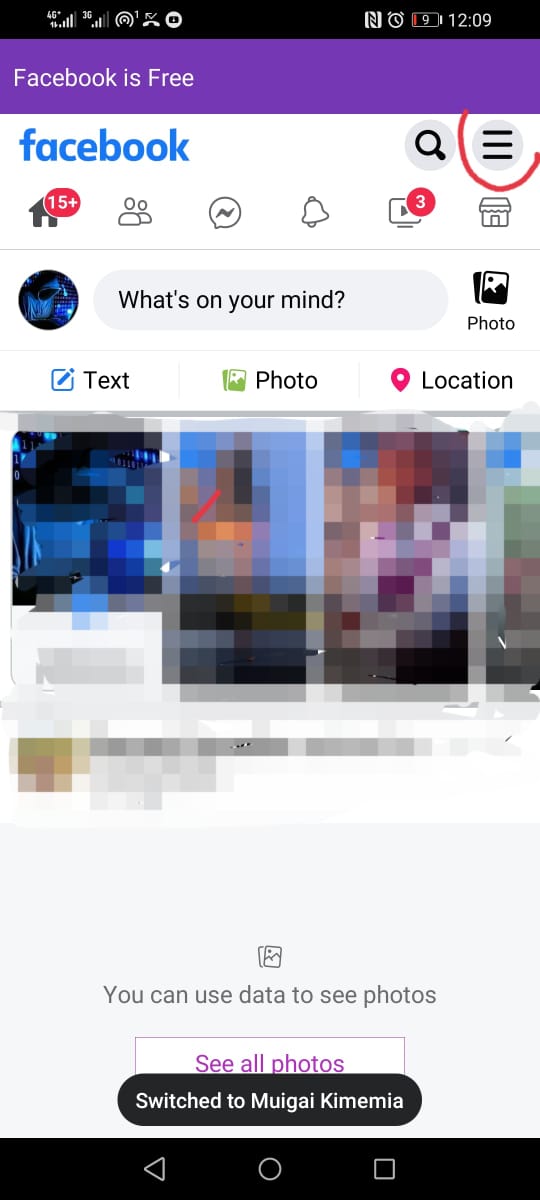 4G+ 3G 1 9 12:09
Facebook is Free
facebook
15+ 3
What's on your mind?
Photo
Text Photo Location
You can use data to see photos
See all photos
Switched to Muigai Kimemia